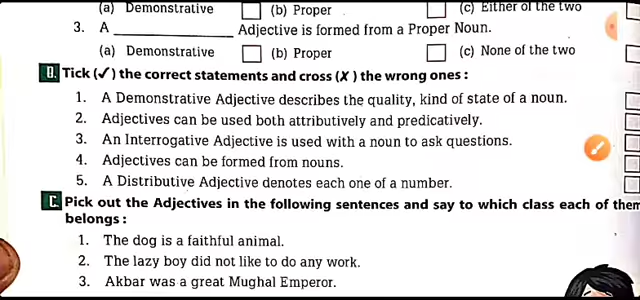 (a) Demonstrative (b) Proper (c) Either of the two
3. A ____________ Adjective is formed from a Proper Noun.
(a) Demonstrative (b) Proper (c) None of the two
B. Tick (✓) the correct statements and cross (✗) the wrong ones :
1. A Demonstrative Adjective describes the quality, kind of state of a noun.
2. Adjectives can be used both attributively and predicatively.
3. An Interrogative Adjective is used with a noun to ask questions.
4. Adjectives can be formed from nouns.
5. A Distributive Adjective denotes each one of a number.
C. Pick out the Adjectives in the following sentences and say to which class each of them
belongs :
1. The dog is a faithful animal.
2. The lazy boy did not like to do any work.
3. Akbar was a great Mughal Emperor.